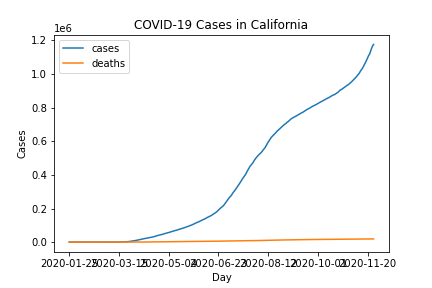 COVID-19 Cases in California
1e6
cases
deaths
1.2
1.0
0.8
0.6
0.4
0.2
0.0
Cases
2020-01-25 2020-03-15 2020-05-04 2020-06-23 2020-08-12 2020-10-01 2020-11-20
Day